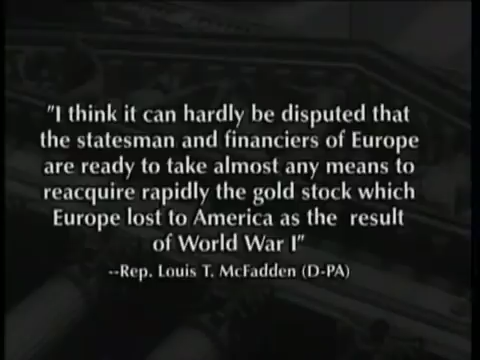 "I think it can hardly be disputed that
the statesman and financiers of Europe
are ready to take almost any means to
reacquire rapidly the gold stock which
Europe lost to America as the  result
of World War I"
--Rep. Louis T. McFadden (D-PA)